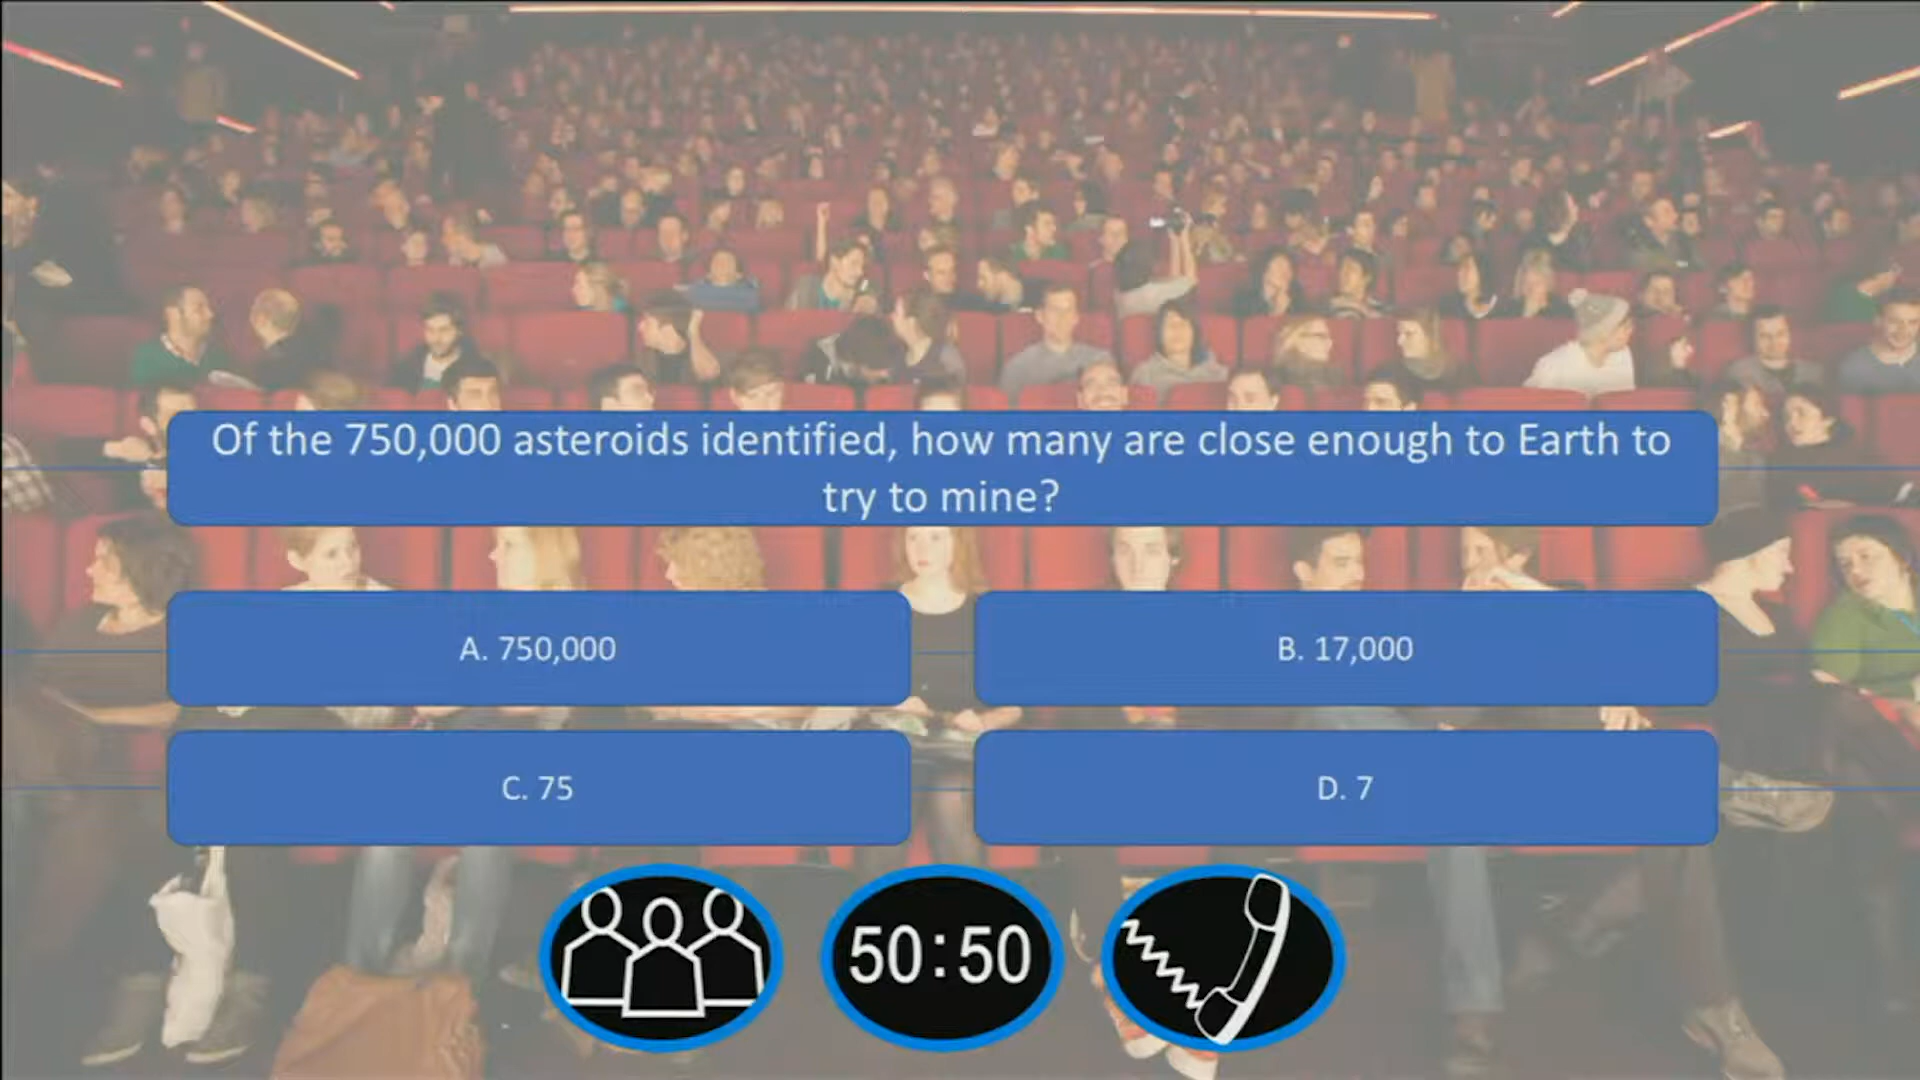 Of the 750,000 asteroids identified, how many are close enough to Earth to
try to mine?
A. 750,000
B. 17,000
C. 75
D. 7
50:50